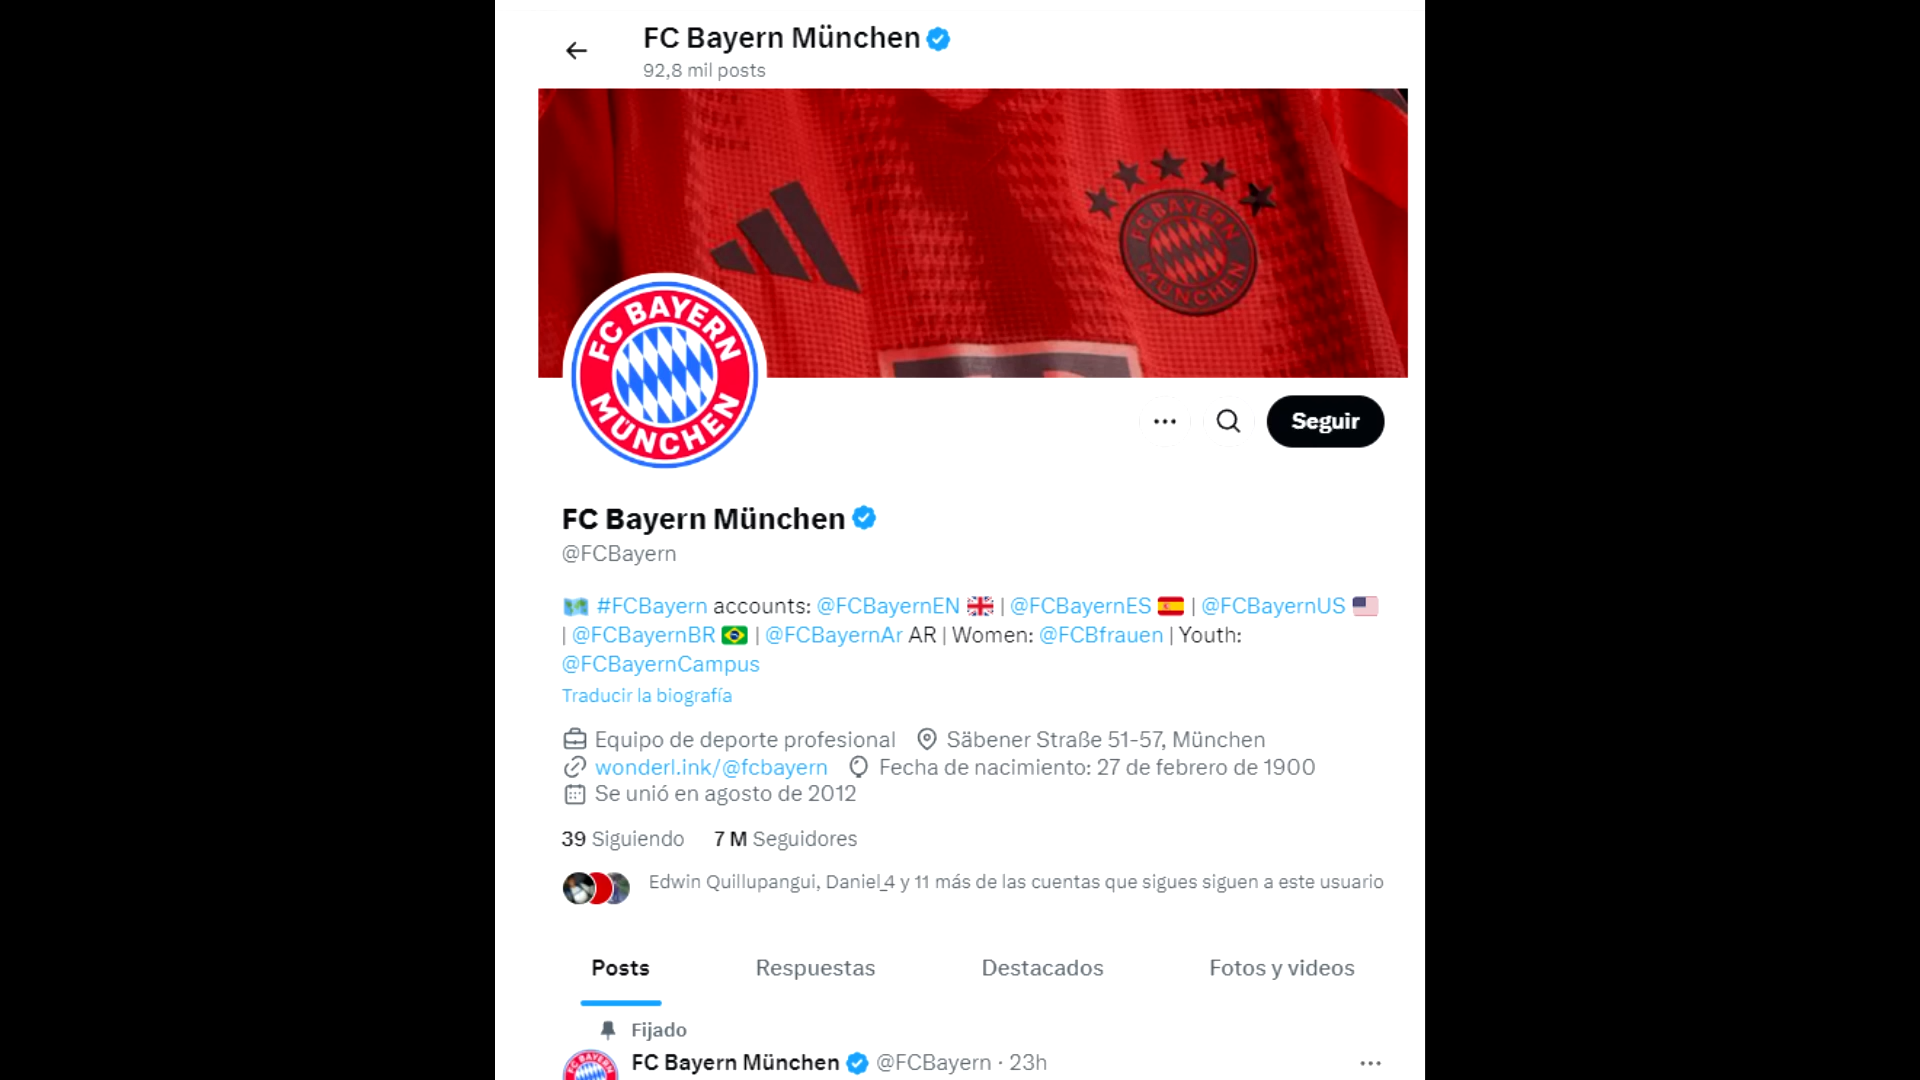 FC Bayern München
92,8 mil posts
FC BAYERN
MÜNCHEN
FC BAYERN
MÜNCHEN
Seguir
FC Bayern München
@FCBayern
#FCBayern accounts: @FCBayernEN | @FCBayernES | @FCBayernUS
| @FCBayernBR | @FCBayernAr AR | Women: @FCBfrauen | Youth:
@FCBayernCampus
Traducir la biografía
Equipo de deporte profesional Säbener Straße 51-57, München
wonderl.ink/@fcbayern Fecha de nacimiento: 27 de febrero de 1900
Se unió en agosto de 2012
39 Siguiendo 7 M Seguidores
Edwin Quillupangui, Daniel_4 y 11 más de las cuentas que sigues siguen a este usuario
Posts Respuestas Destacados Fotos y videos
Fijado
FC Bayern München @FCBayern · 23h
FC BAYERN